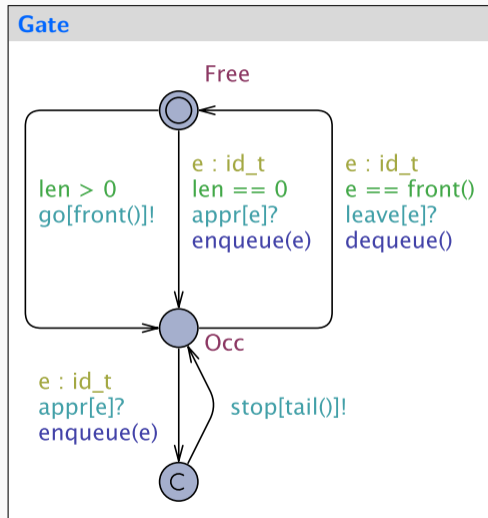 Gate
Free
len > 0
go[front()]!
e : id_t
len == 0
appr[e]?
enqueue(e)
e : id_t
e == front()
leave[e]?
dequeue()
Occ
e : id_t
appr[e]?
enqueue(e)
stop[tail()]!
C